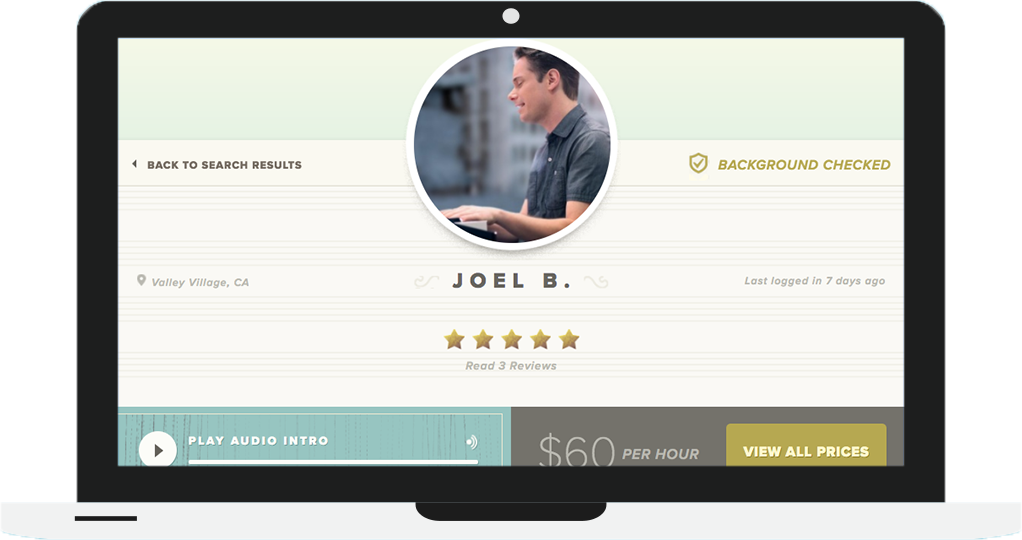 BACK TO SEARCH RESULTS
BACKGROUND CHECKED
Valley Village, CA
JOEL B.
Last logged in 7 days ago
Read 3 Reviews
PLAY AUDIO INTRO
$60 PER HOUR
VIEW ALL PRICES